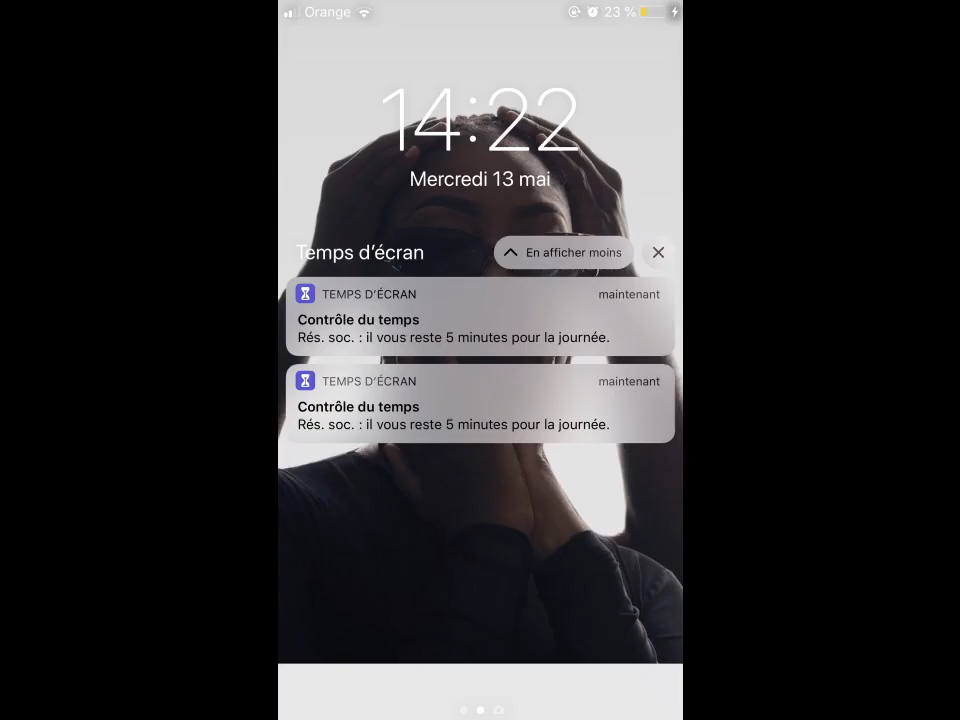 Orange 23 %
14:22
Mercredi 13 mai
Temps d’écran En afficher moins
TEMPS D’ÉCRAN maintenant
Contrôle du temps
Rés. soc. : il vous reste 5 minutes pour la journée.
TEMPS D’ÉCRAN maintenant
Contrôle du temps
Rés. soc. : il vous reste 5 minutes pour la journée.